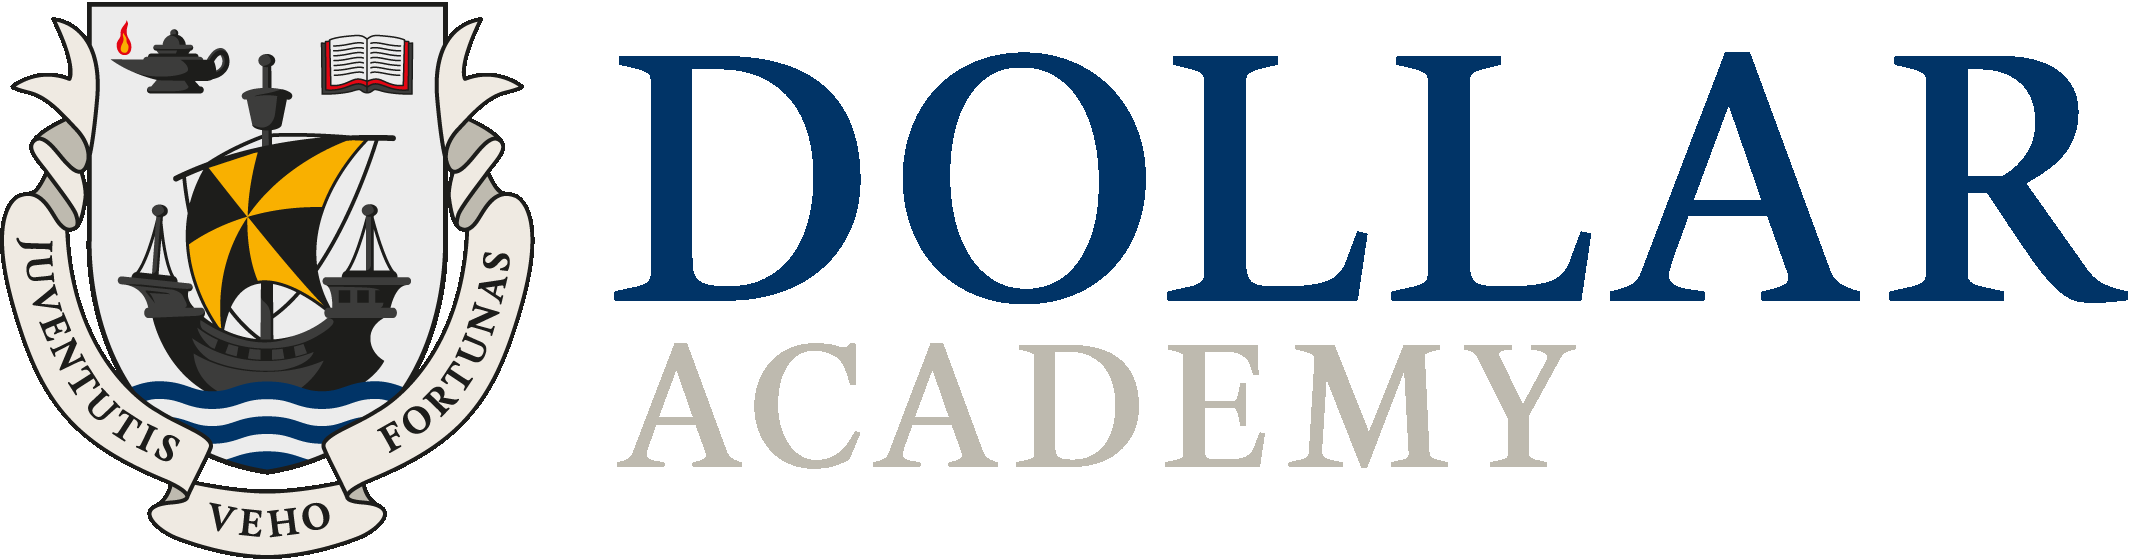 DOLLAR
ACADEMY
JUVENTUTIS
VEHO
FORTUNAS